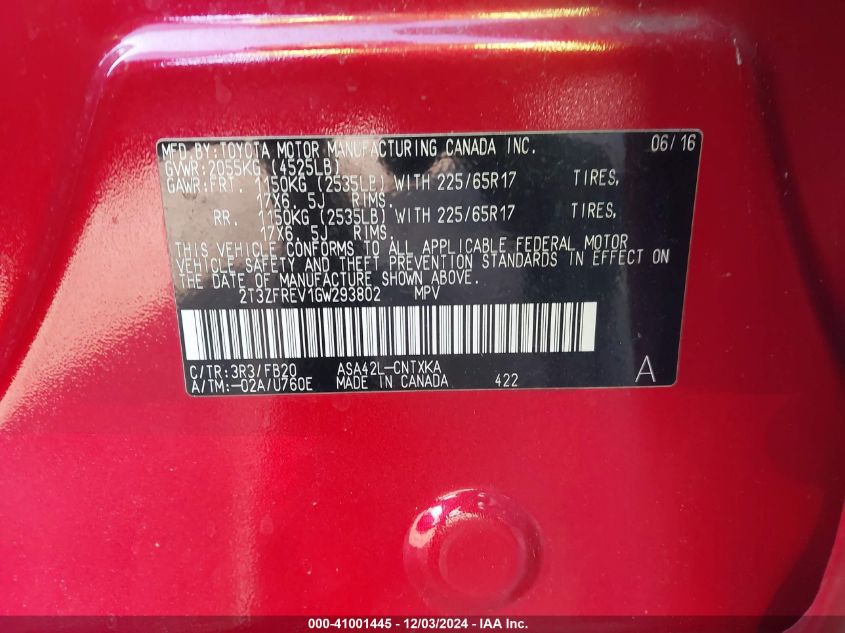 MFD.BY:TOYOTA MOTOR MANUFACTURING CANADA INC. 06/16
GVWR:2055KG (4525LB)
GAWR:FRT. 1150KG (2535LB) WITH 225/65R17 TIRES,
17X6.5J RIMS.
RR. 1150KG (2535LB) WITH 225/65R17 TIRES,
17X6.5J RIMS.
THIS VEHICLE CONFORMS TO ALL APPLICABLE FEDERAL MOTOR
VEHICLE SAFETY AND THEFT PREVENTION STANDARDS IN EFFECT ON
THE DATE OF MANUFACTURE SHOWN ABOVE.
2T3ZFREV1GW293802 MPV
C/TR:3R3/FB20 ASA42L-CNTXKA
A/TM:-02A/U760E MADE IN CANADA 422 A
000-41001445 - 12/03/2024 - IAA Inc.